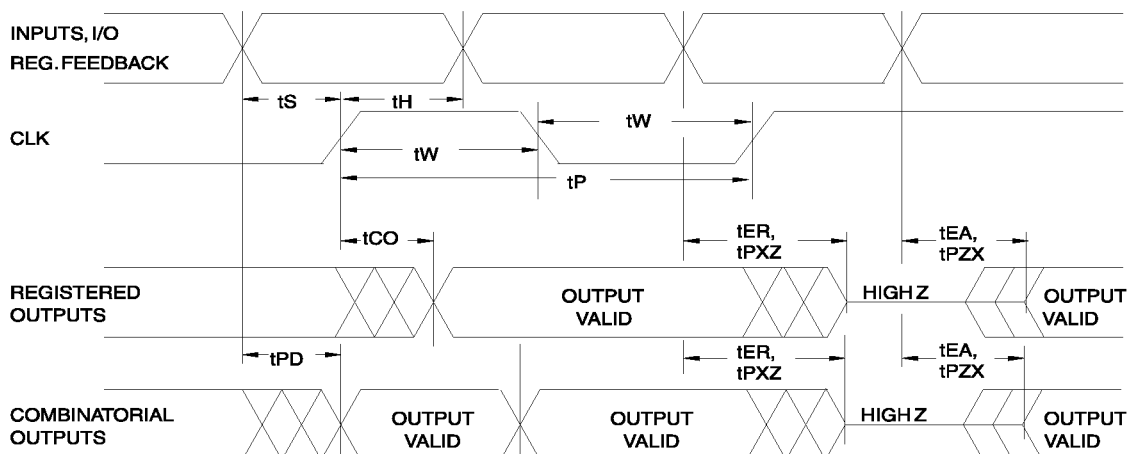 INPUTS, I/O
REG. FEEDBACK
tS
tH
tW
CLK
tW
tP
tCO
tER,
tPXZ
tEA,
tPZX
REGISTERED
OUTPUTS
OUTPUT
VALID
HIGH Z
OUTPUT
VALID
tPD
tER,
tPXZ
tEA,
tPZX
COMBINATORIAL
OUTPUTS
OUTPUT
VALID
OUTPUT
VALID
HIGH Z
OUTPUT
VALID